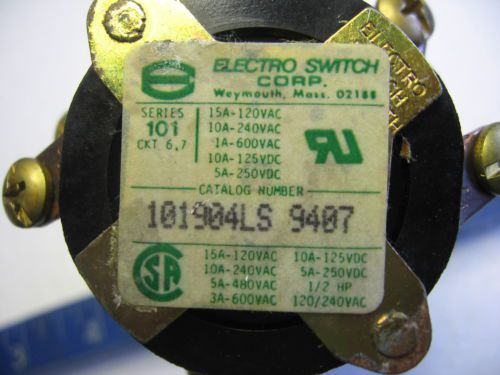 ELECTRO SWITCH
CORP.
Weymouth, Mass. 02188
SERIES
101
CKT 6,7
15A-120VAC
10A-240VAC
1A-600VAC
10A-125VDC
5A-250VDC
CATALOG NUMBER
101904LS 9407
15A-120VAC
10A-240VAC
5A-480VAC
3A-600VAC
10A-125VDC
5A-250VDC
1/2 HP
120/240VAC
ELECTRO